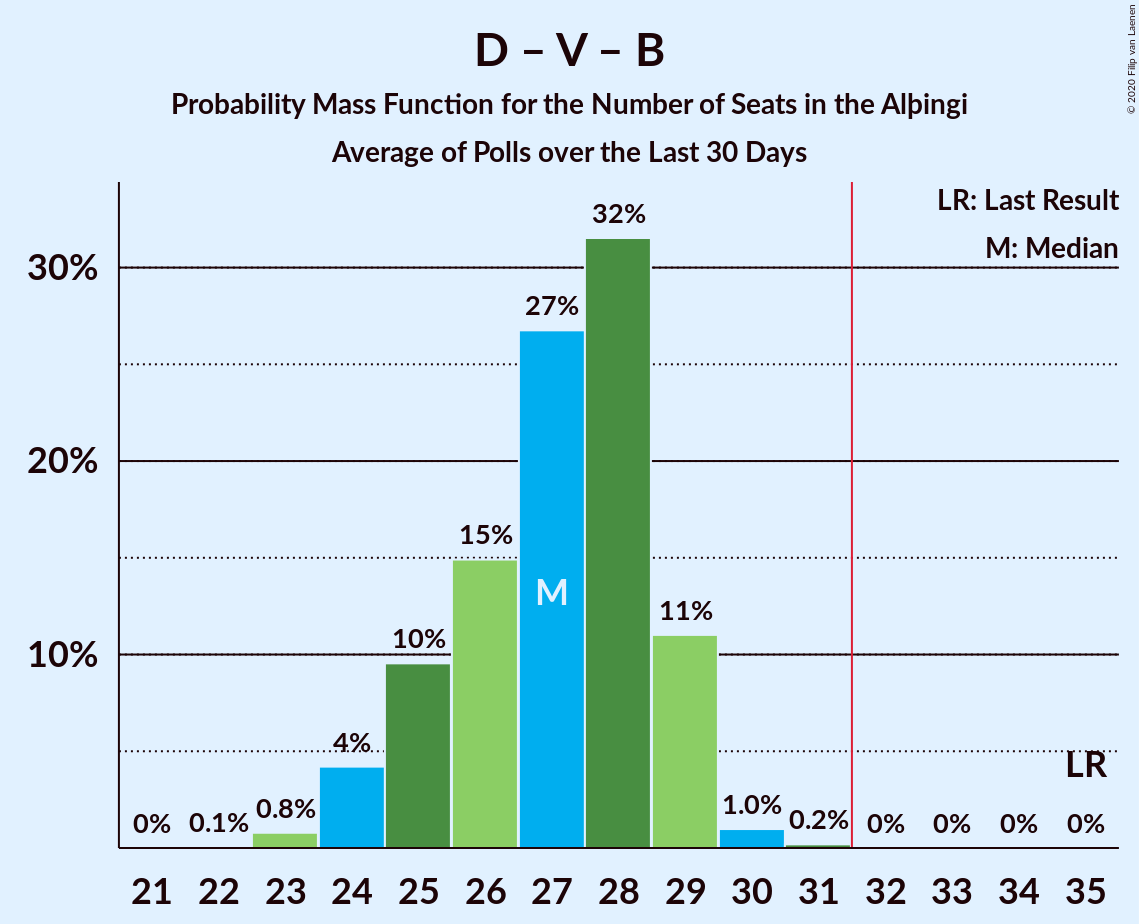 D – V – B
Probability Mass Function for the Number of Seats in the Alþingi
Average of Polls over the Last 30 Days
© 2020 Filip van Laenen
LR: Last Result
M: Median
30%
20%
10%
0%
0.1%
0.8%
4%
10%
15%
27%
32%
11%
1.0%
0.2%
0%
0%
0%
0%
M
LR
21 22 23 24 25 26 27 28 29 30 31 32 33 34 35